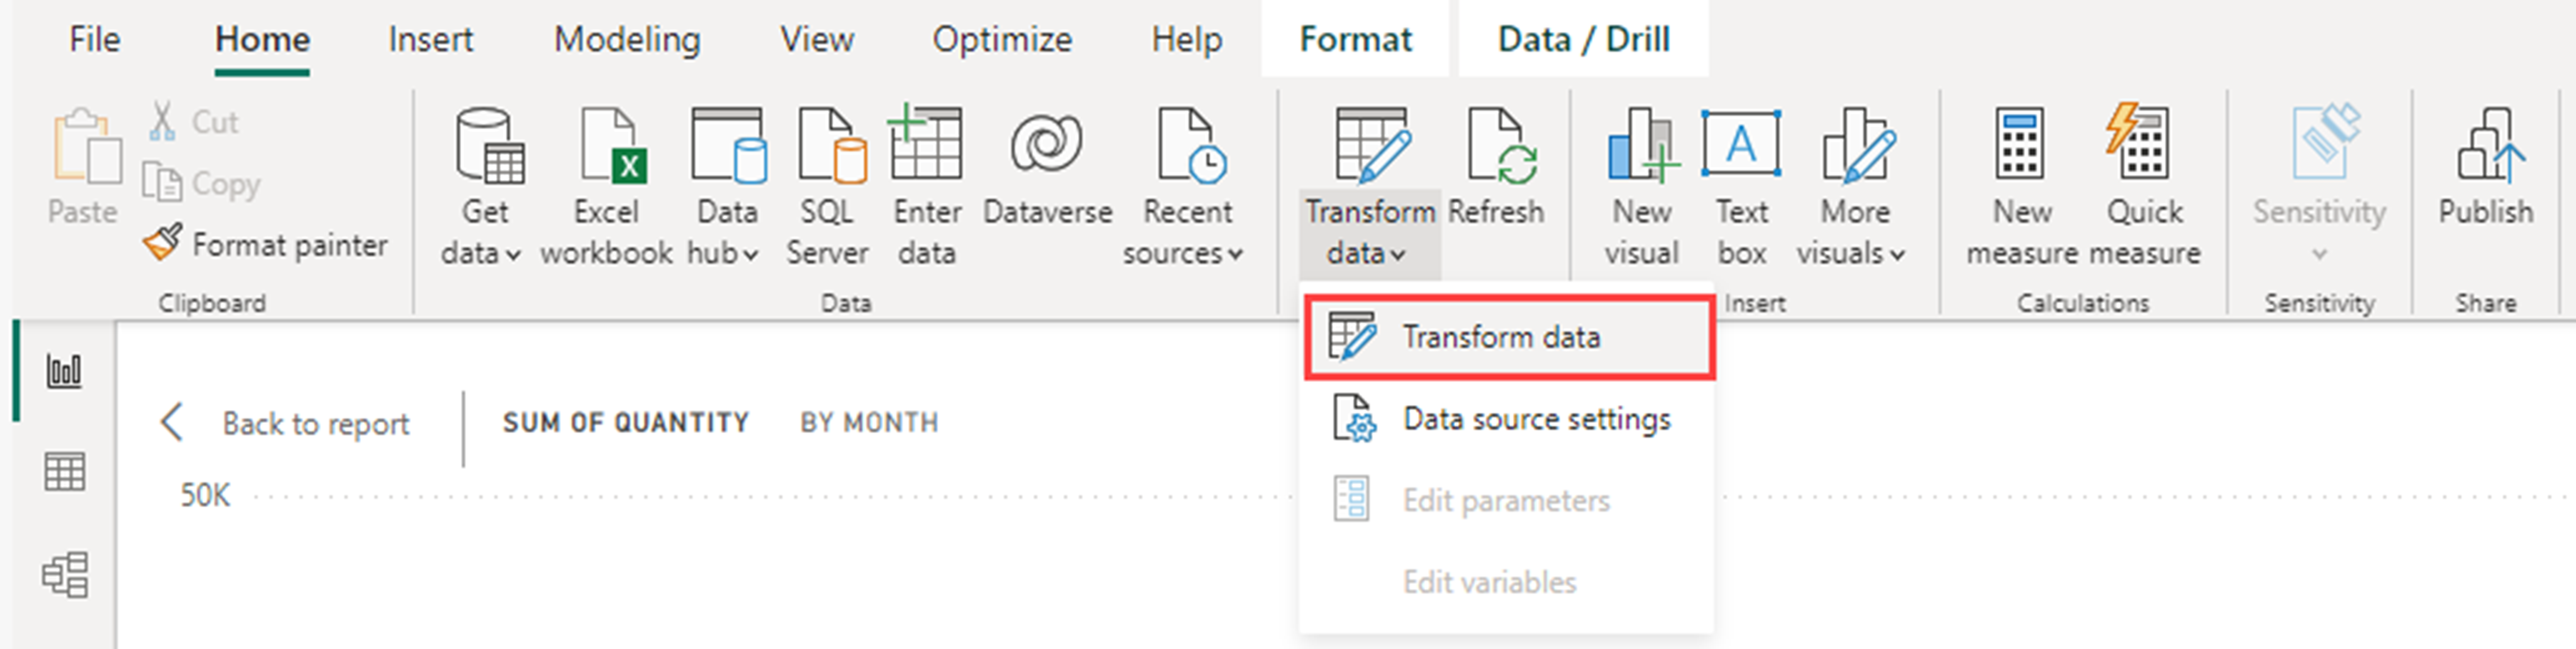 File Home Insert Modeling View Optimize Help Format Data / Drill
Paste
Cut
Copy
Format painter
Clipboard
Get
data
Excel
workbook
Data
hub
SQL
Server
Enter
data
Dataverse
Recent
sources
Data
Transform
data
Refresh
New
visual
Text
box
More
visuals
Insert
New
measure
Quick
measure
Calculations
Sensitivity
Sensitivity
Publish
Share
Transform data
Data source settings
Edit parameters
Edit variables
Back to report
SUM OF QUANTITY BY MONTH
50K